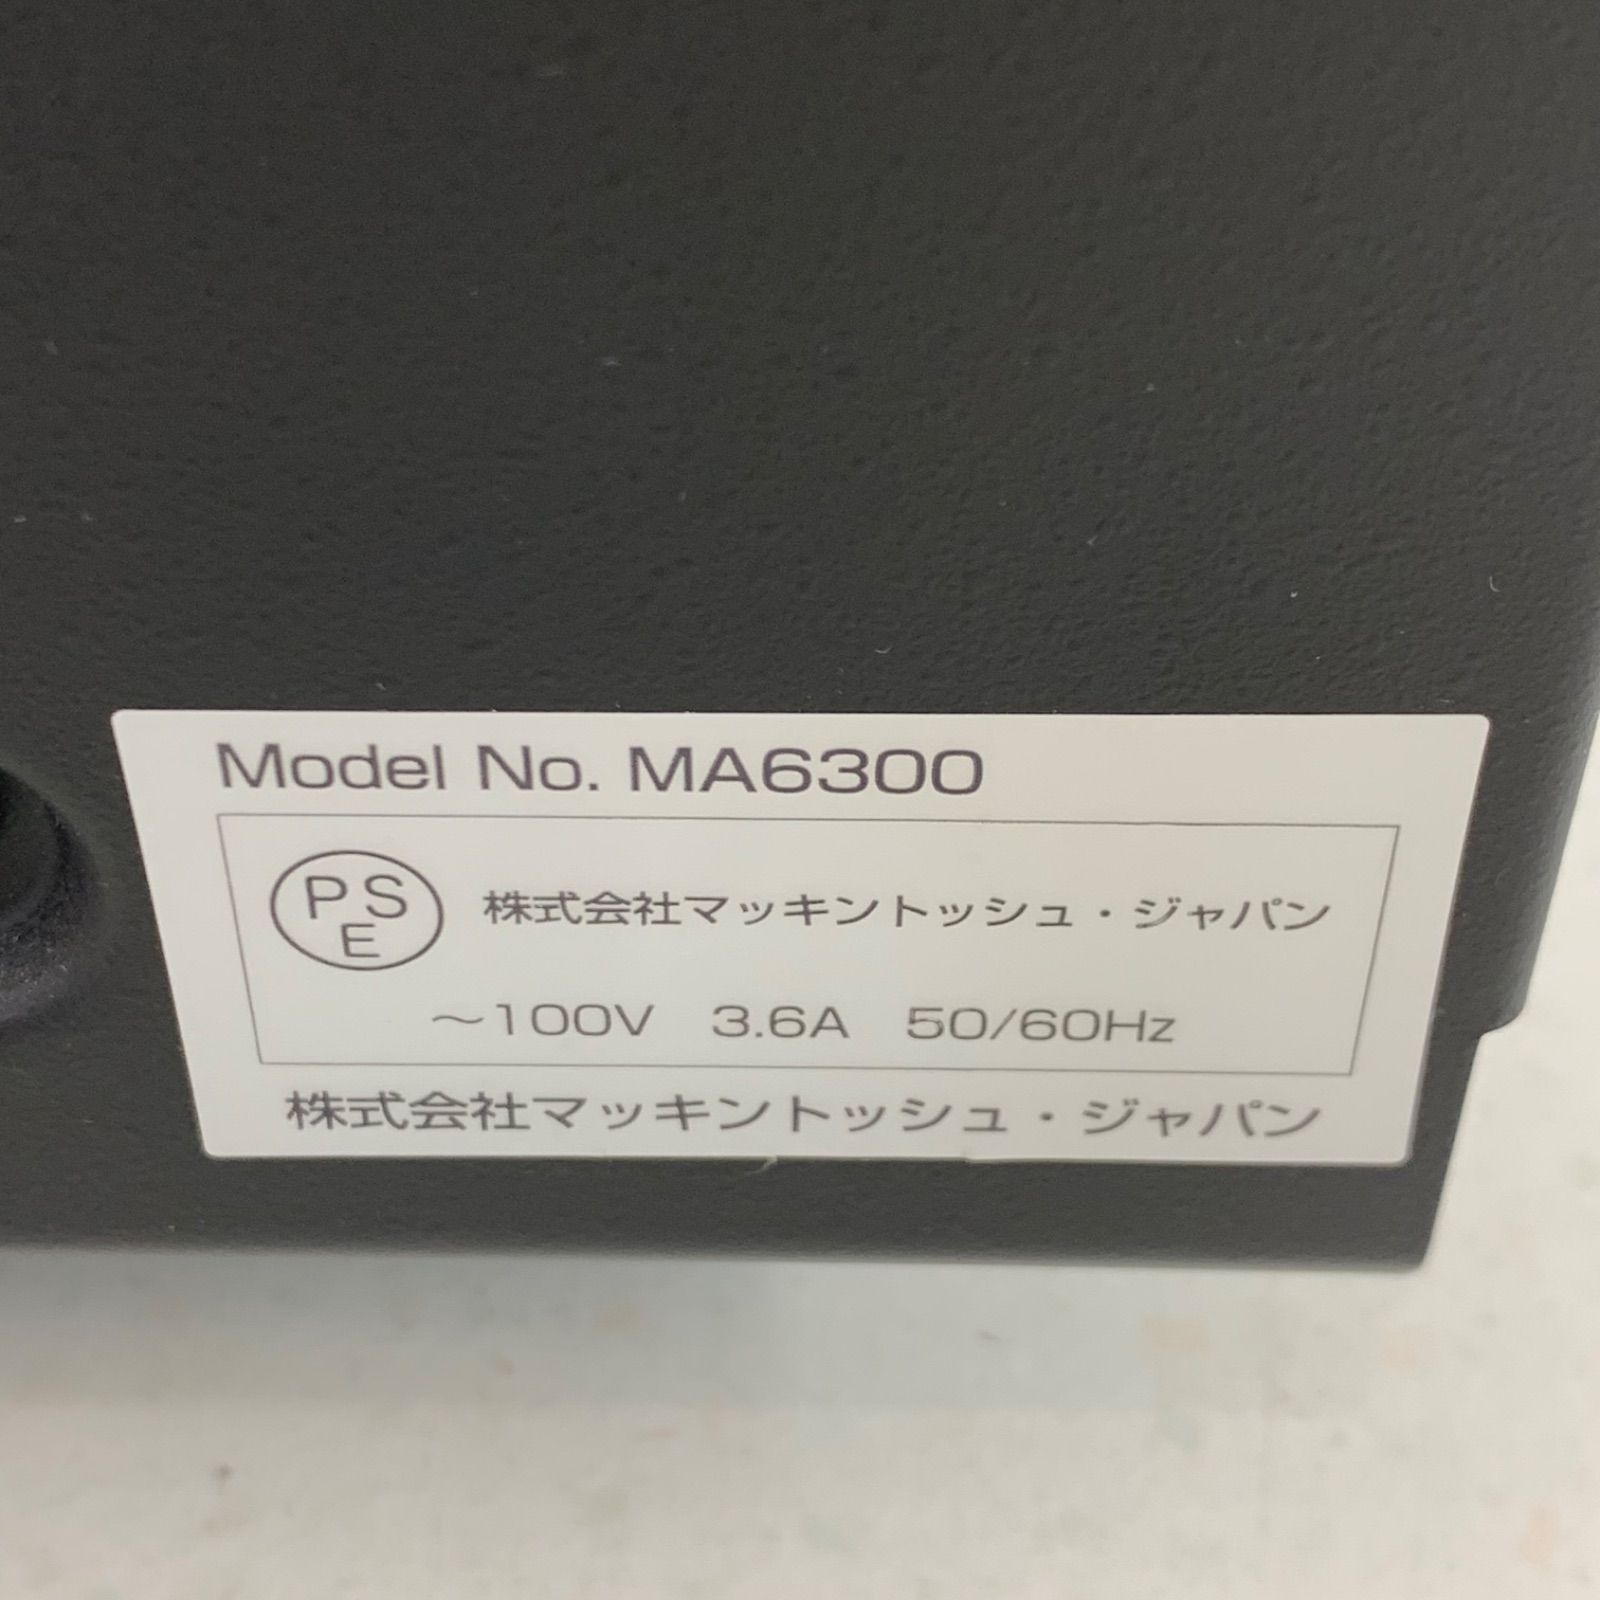 Model No. MA6300
PSE 株式会社マッキントッシュ・ジャパン
～100V 3.6A 50/60Hz
株式会社マッキントッシュ・ジャパン